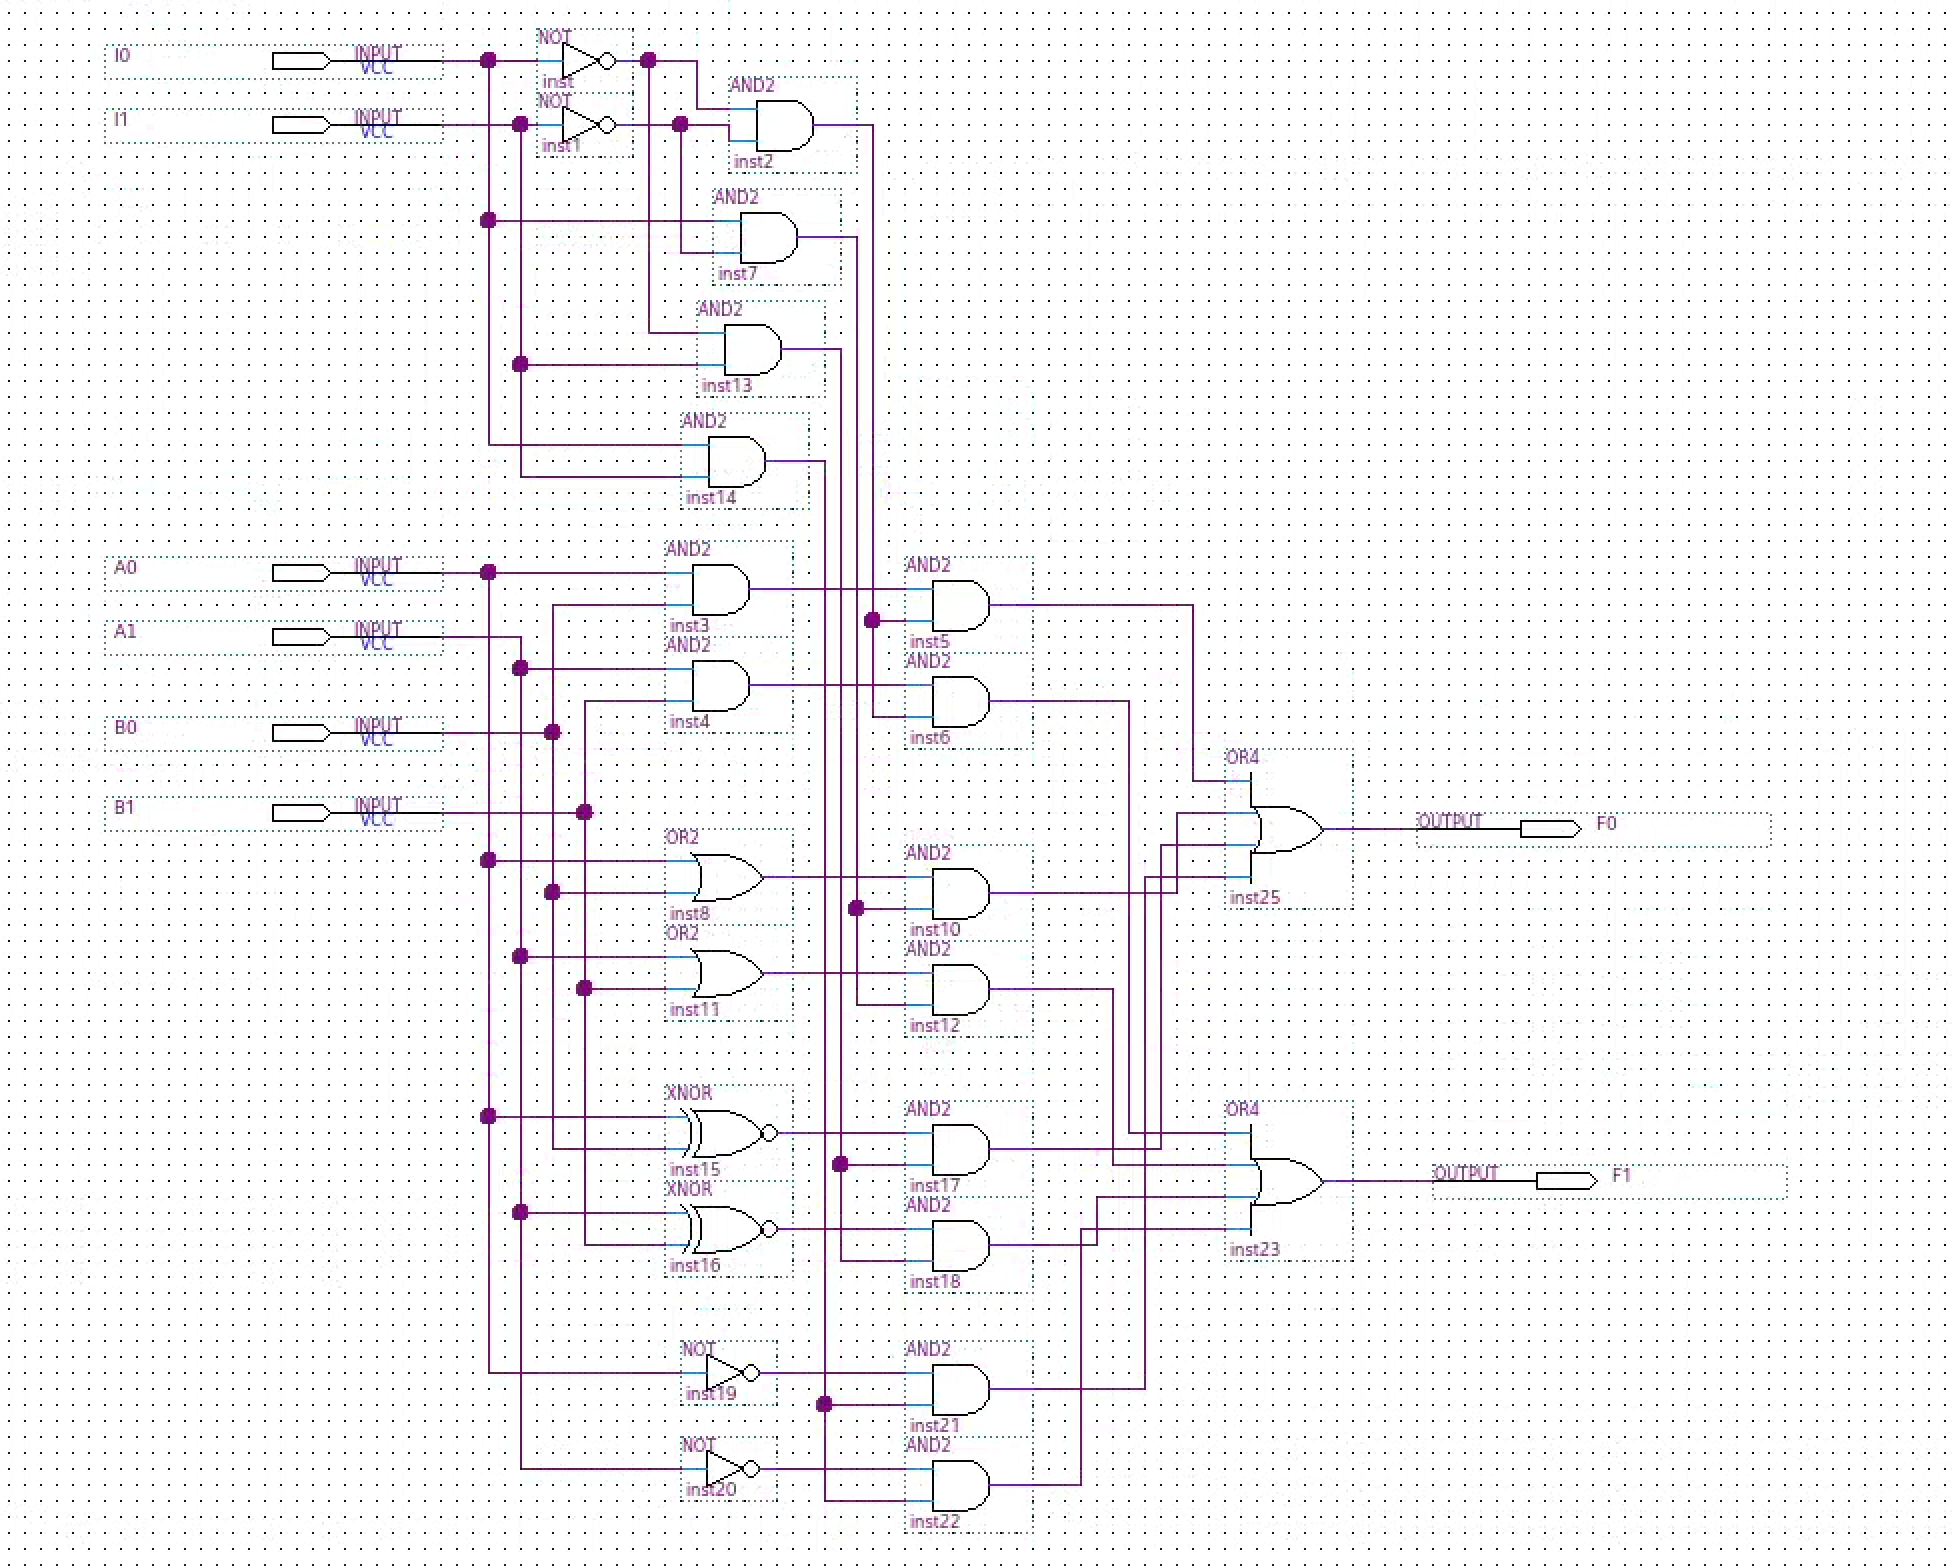 I0
INPUT
VCC
NOT
inst
I1
INPUT
VCC
NOT
inst1
AND2
inst2
AND2
inst7
AND2
inst13
AND2
inst14
A0
INPUT
VCC
AND2
inst3
AND2
inst5
A1
INPUT
VCC
AND2
inst4
AND2
inst6
B0
INPUT
VCC
B1
INPUT
VCC
OR4
inst25
OUTPUT
F0
OR2
inst8
AND2
inst10
OR2
inst11
AND2
inst12
XNOR
inst15
AND2
inst17
XNOR
inst16
AND2
inst18
OR4
inst23
OUTPUT
F1
NOT
inst19
AND2
inst21
NOT
inst20
AND2
inst22